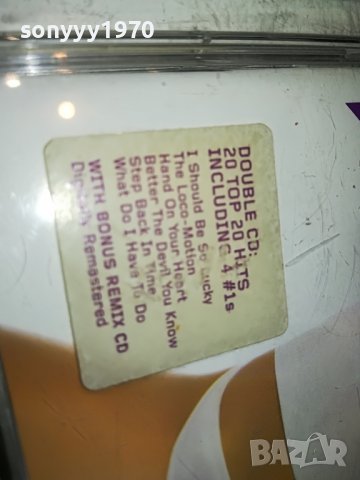 sonyyy1970
DOUBLE CD:
20 TOP 20 HITS
INCLUDING 4 #1s
I Should Be So Lucky
The Loco-Motion
Hand On Your Heart
Better The Devil You Know
Step Back In Time
What Do I Have To Do
WITH BONUS REMIX CD
Digitally Remastered
BAZAR